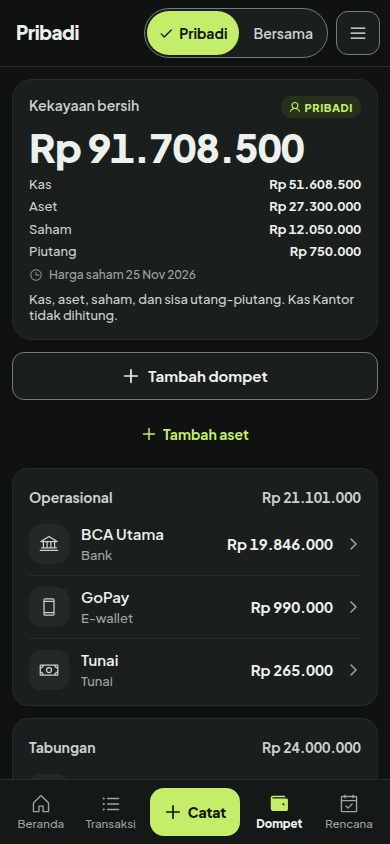 Pribadi
Pribadi
Bersama
Kekayaan bersih
PRIBADI
Rp 91.708.500
Kas Rp 51.608.500
Aset Rp 27.300.000
Saham Rp 12.050.000
Piutang Rp 750.000
Harga saham 25 Nov 2026
Kas, aset, saham, dan sisa utang-piutang. Kas Kantor
tidak dihitung.
Tambah dompet
Tambah aset
Operasional Rp 21.101.000
BCA Utama
Bank
Rp 19.846.000
GoPay
E-wallet
Rp 990.000
Tunai
Tunai
Rp 265.000
Tabungan Rp 24.000.000
Beranda
Transaksi
Catat
Dompet
Rencana